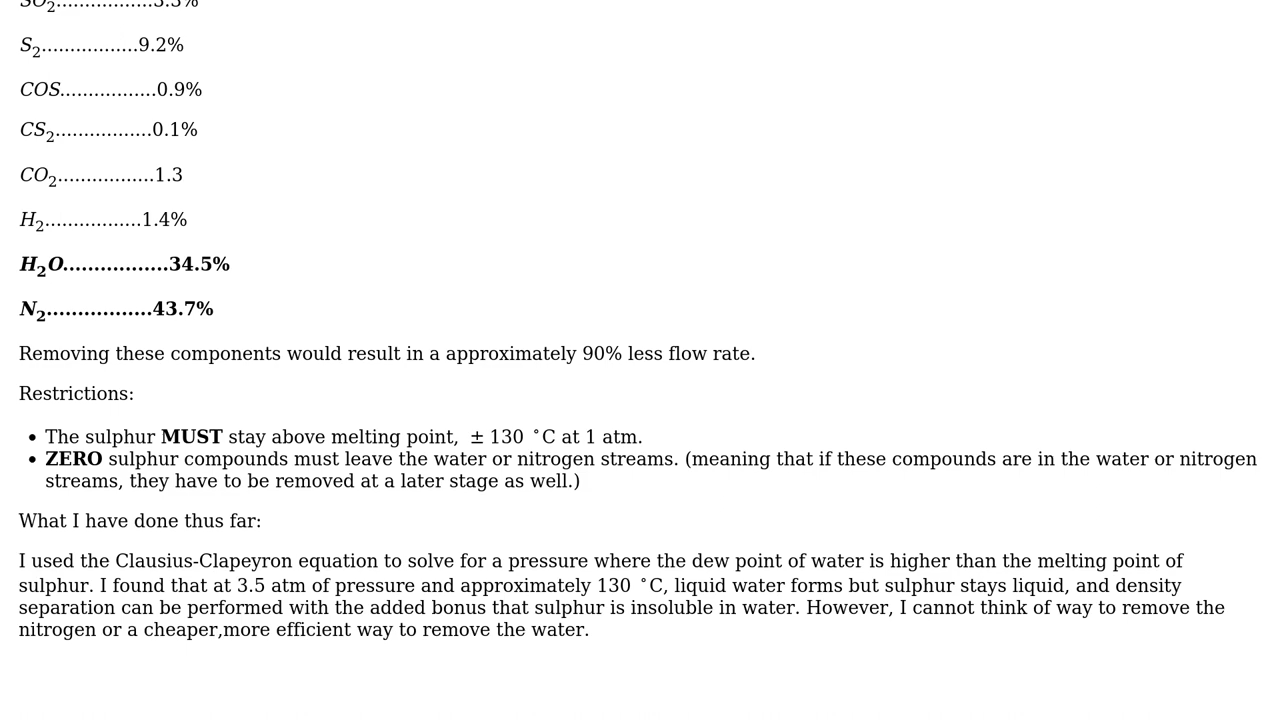 SO2.................3.3%
S2.................9.2%
COS.................0.9%
CS2.................0.1%
CO2.................1.3
H2.................1.4%
H2O.................34.5%
N2.................43.7%
Removing these components would result in a approximately 90% less flow rate.
Restrictions:
• The sulphur MUST stay above melting point, ± 130 °C at 1 atm.
• ZERO sulphur compounds must leave the water or nitrogen streams. (meaning that if these compounds are in the water or nitrogen
streams, they have to be removed at a later stage as well.)
What I have done thus far:
I used the Clausius-Clapeyron equation to solve for a pressure where the dew point of water is higher than the melting point of
sulphur. I found that at 3.5 atm of pressure and approximately 130 °C, liquid water forms but sulphur stays liquid, and density
separation can be performed with the added bonus that sulphur is insoluble in water. However, I cannot think of way to remove the
nitrogen or a cheaper,more efficient way to remove the water.